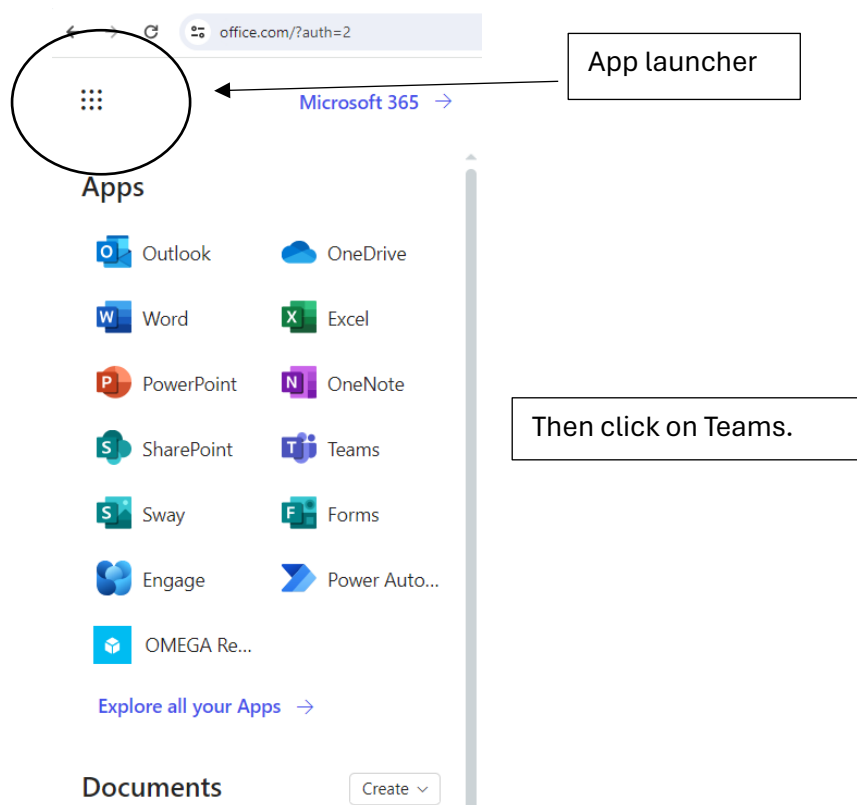 office.com/?auth=2
App launcher
Microsoft 365 →
Apps
Outlook OneDrive
Word Excel
PowerPoint OneNote
Then click on Teams.
SharePoint Teams
Sway Forms
Engage Power Auto...
OMEGA Re...
Explore all your Apps →
Documents Create